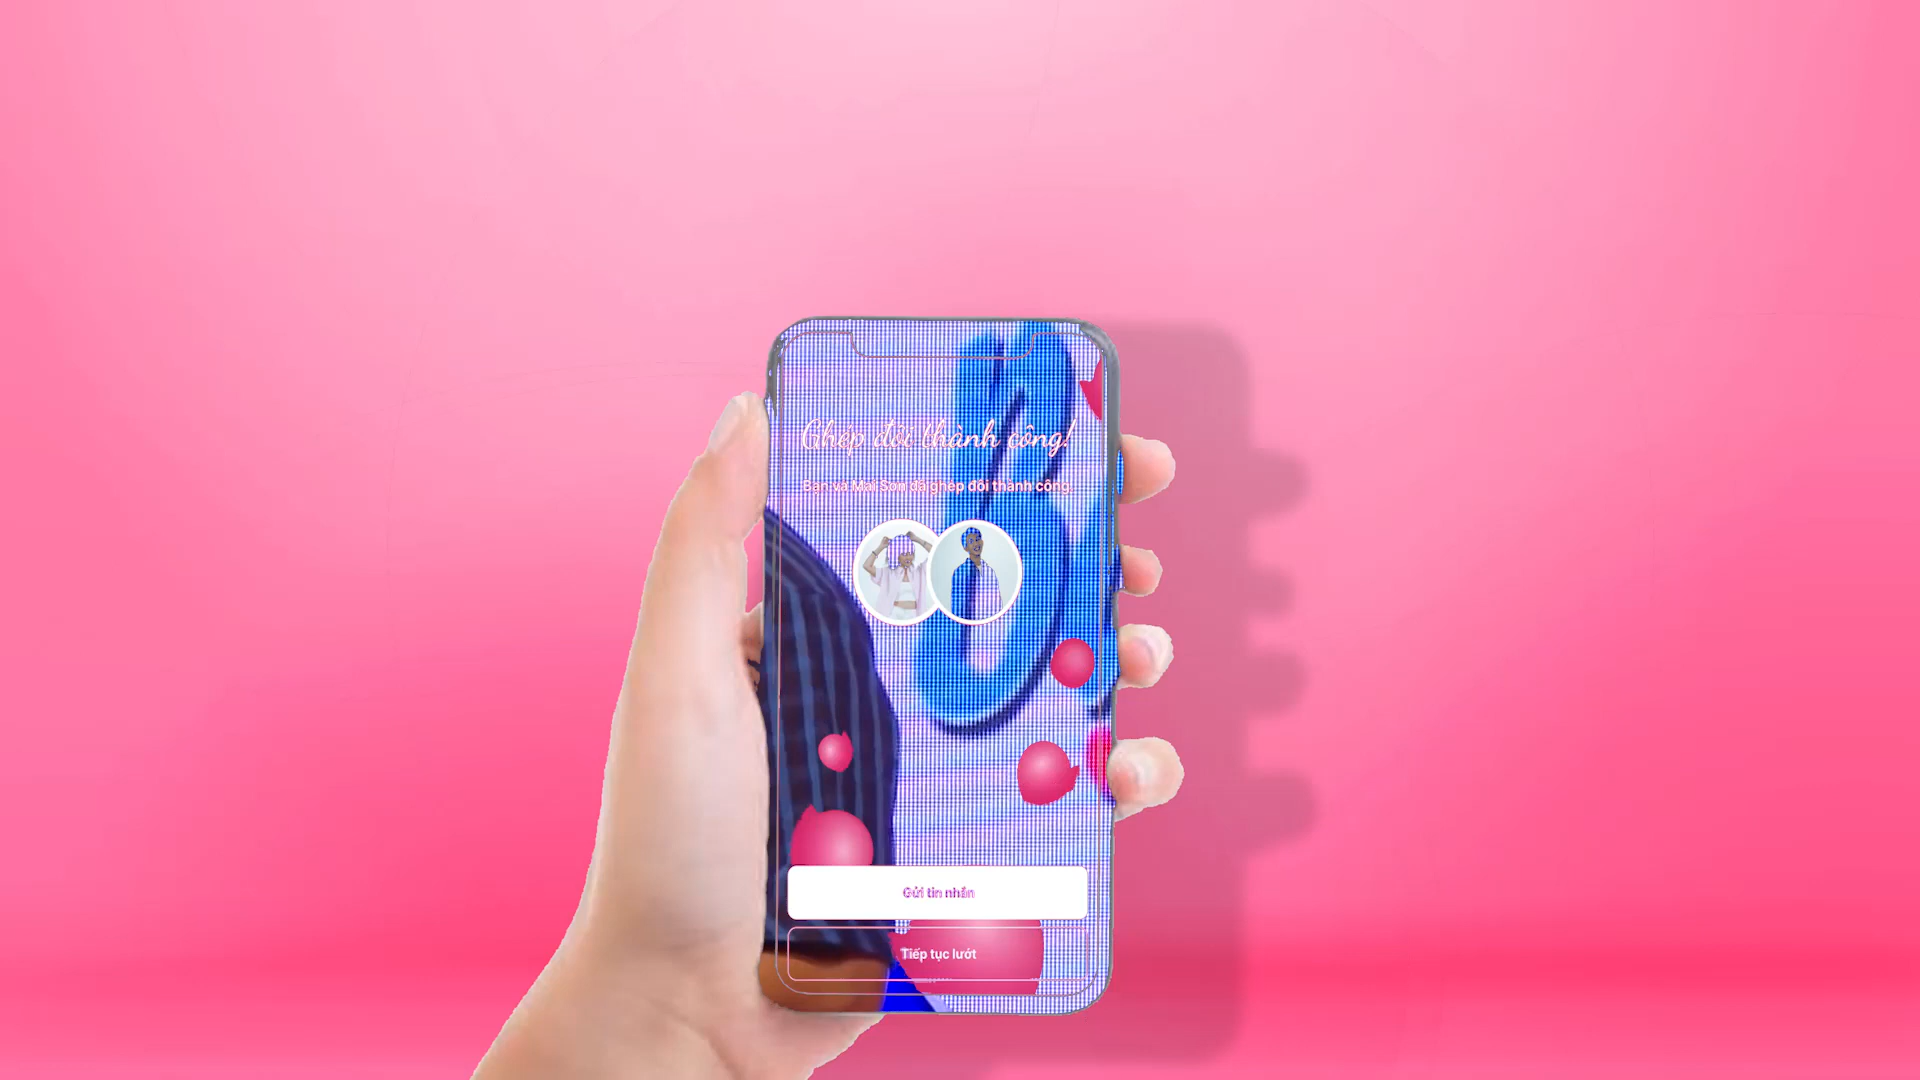 Ghép đôi thành công!
Bạn và Mai Sơn đã ghép đôi thành công.
Gửi tin nhắn
Tiếp tục lướt